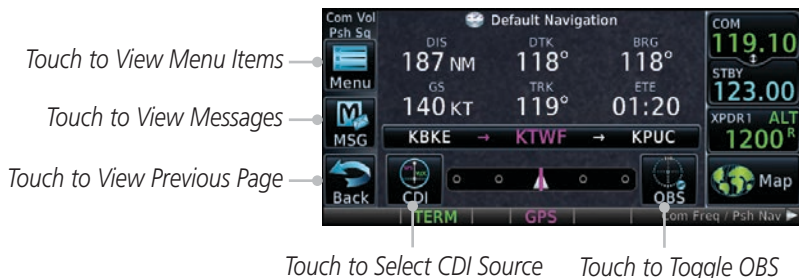 Touch to View Menu Items
Touch to View Messages
Touch to View Previous Page
Com Vol
Psh Sq
Default Navigation
Menu
MSG
Back
DIS
187 NM
DTK
118°
BRG
118°
GS
140 KT
TRK
119°
ETE
01:20
KBKE → KTWF → KPUC
CDI
OBS
TERM
GPS
Com Freq / Psh Nav
COM
119.10
STBY
123.00
XPDR1 ALT
1200 R
Map
Touch to Select CDI Source
Touch to Toggle OBS